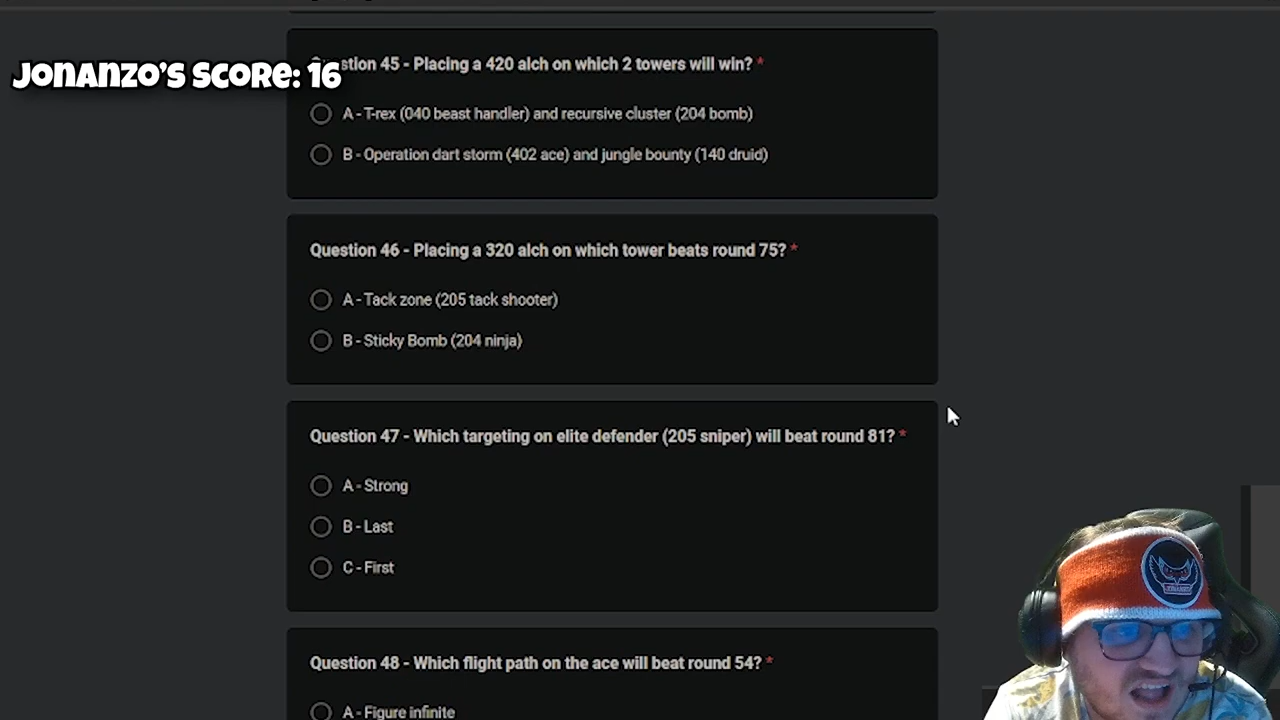 Jonanzo's Score: 16
stion 45 - Placing a 420 alch on which 2 towers will win? *
A - T-rex (040 beast handler) and recursive cluster (204 bomb)
B - Operation dart storm (402 ace) and jungle bounty (140 druid)
Question 46 - Placing a 320 alch on which tower beats round 75? *
A - Tack zone (205 tack shooter)
B - Sticky Bomb (204 ninja)
Question 47 - Which targeting on elite defender (205 sniper) will beat round 81? *
A - Strong
B - Last
C - First
Question 48 - Which flight path on the ace will beat round 54? *
A - Figure infinite